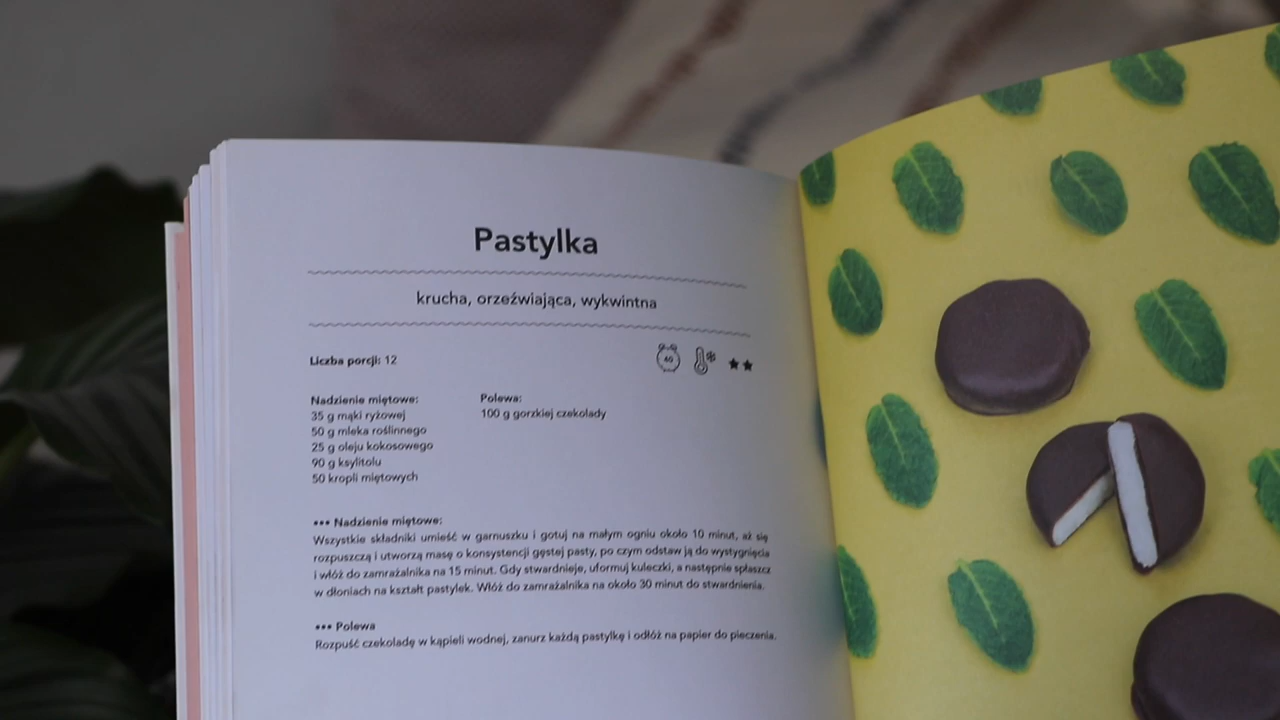 Pastylka
krucha, orzeźwiająca, wykwintna
Liczba porcji: 12
40
Nadzienie miętowe:
35 g mąki ryżowej
50 g mleka roślinnego
25 g oleju kokosowego
90 g ksylitolu
50 kropli miętowych
Polewa:
100 g gorzkiej czekolady
••• Nadzienie miętowe:
Wszystkie składniki umieść w garnuszku i gotuj na małym ogniu około 10 minut, aż się
rozpuszczą i utworzą masę o konsystencji gęstej pasty, po czym odstaw ją do wystygnięcia
i włóż do zamrażalnika na 15 minut. Gdy stwardnieje, uformuj kuleczki, a następnie spłaszcz
w dłoniach na kształt pastylek. Włóż do zamrażalnika na około 30 minut do stwardnienia.
••• Polewa
Rozpuść czekoladę w kąpieli wodnej, zanurz każdą pastylkę i odłóż na papier do pieczenia.